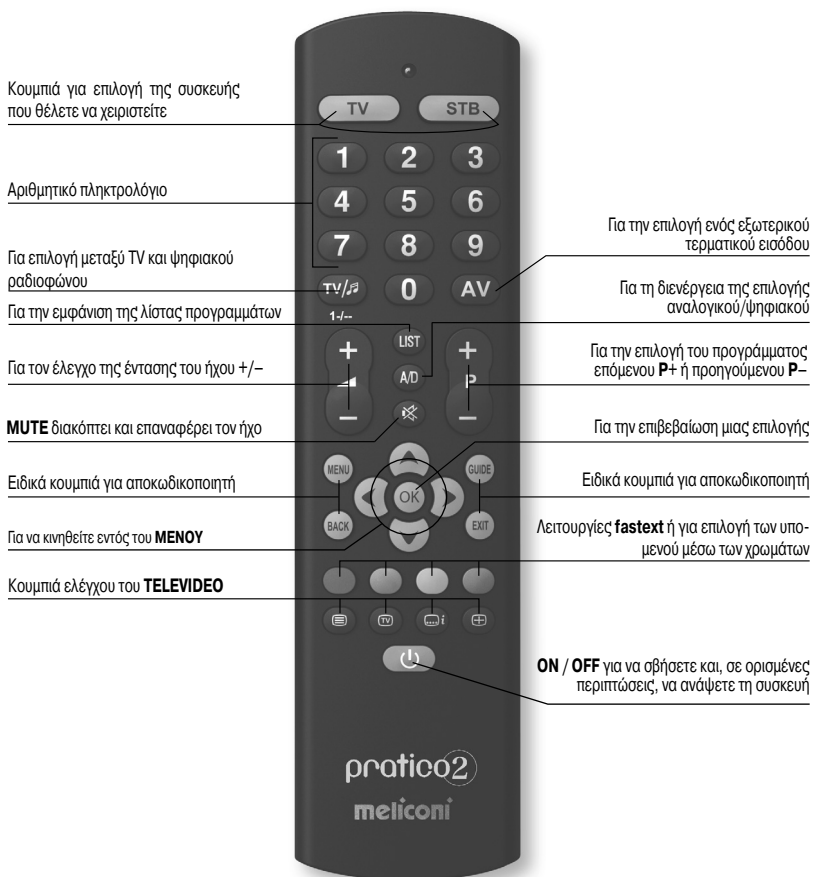 Κουμπιά για επιλογή της συσκευής
που θέλετε να χειριστείτε
Αριθμητικό πληκτρολόγιο
Για επιλογή μεταξύ TV και ψηφιακού
ραδιοφώνου
Για την εμφάνιση της λίστας προγραμμάτων
Για τον έλεγχο της έντασης του ήχου +/−
MUTE διακόπτει και επαναφέρει τον ήχο
Ειδικά κουμπιά για αποκωδικοποιητή
Για να κινηθείτε εντός του ΜΕΝΟΥ
Κουμπιά ελέγχου του TELEVIDEO
TV STB
1 2 3
4 5 6
7 8 9
TV/♫ 0 AV
1-/--
+ LIST +
A/D P
− −
MENU GUIDE
OK
BACK EXIT
TV i
pratico2
meliconi
Για την επιλογή ενός εξωτερικού
τερματικού εισόδου
Για τη διενέργεια της επιλογής
αναλογικού/ψηφιακού
Για την επιλογή του προγράμματος
επόμενου P+ ή προηγούμενου P−
Για την επιβεβαίωση μιας επιλογής
Ειδικά κουμπιά για αποκωδικοποιητή
Λειτουργίες fastext ή για επιλογή των υπο-
μενού μέσω των χρωμάτων
ON / OFF για να σβήσετε και, σε ορισμένες
περιπτώσεις, να ανάψετε τη συσκευή